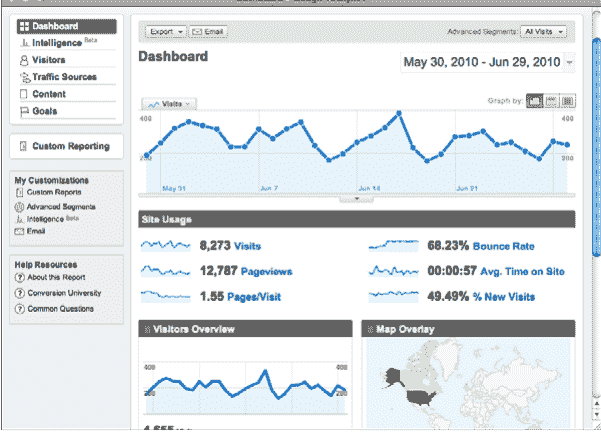 Dashboard
Intelligence Beta
Visitors
Traffic Sources
Content
Goals
Custom Reporting
My Customizations
Custom Reports
Advanced Segments
Intelligence Beta
Email
Help Resources
? About this Report
? Conversion University
? Common Questions
Export Email
Advanced Segments: All Visits
Dashboard
May 30, 2010 - Jun 29, 2010
Visits
Graph by:
400 400
200 200
May 31 Jun 7 Jun 14 Jun 21
Site Usage
8,273 Visits
68.23% Bounce Rate
12,787 Pageviews
00:00:57 Avg. Time on Site
1.55 Pages/Visit
49.49% % New Visits
Visitors Overview
400 400
200 200
Map Overlay